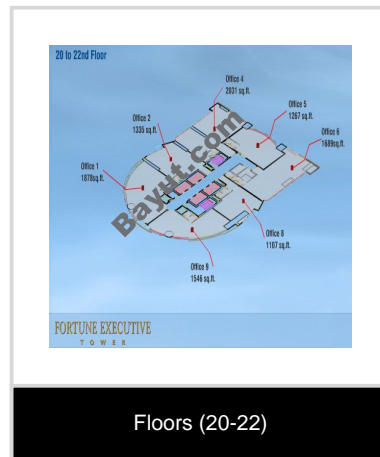 20 to 22nd Floor
Office 4
2031 sq.ft.
Office 2
1335 sq.ft.
Office 5
1267 sq.ft.
Office 6
1689sq.ft.
Office 1
1878sq.ft.
Bayut.com
Office 8
1107 sq.ft.
Office 9
1546 sq.ft.
FORTUNE EXECUTIVE
TOWER
Floors (20-22)